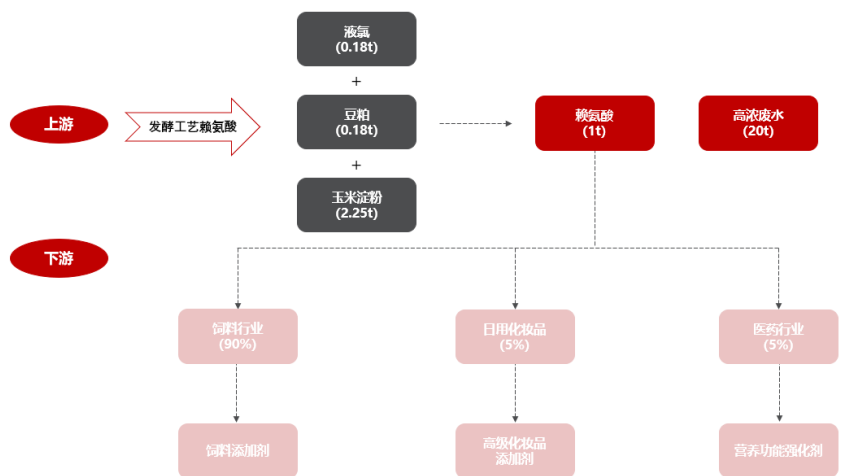 液氯
(0.18t)
+
上游
发酵工艺赖氨酸
豆粕
(0.18t)
赖氨酸
(1t)
高浓废水
(20t)
+
玉米淀粉
(2.25t)
下游
饲料行业
(90%)
日用化妆品
(5%)
医药行业
(5%)
饲料添加剂
高级化妆品
添加剂
营养功能强化剂